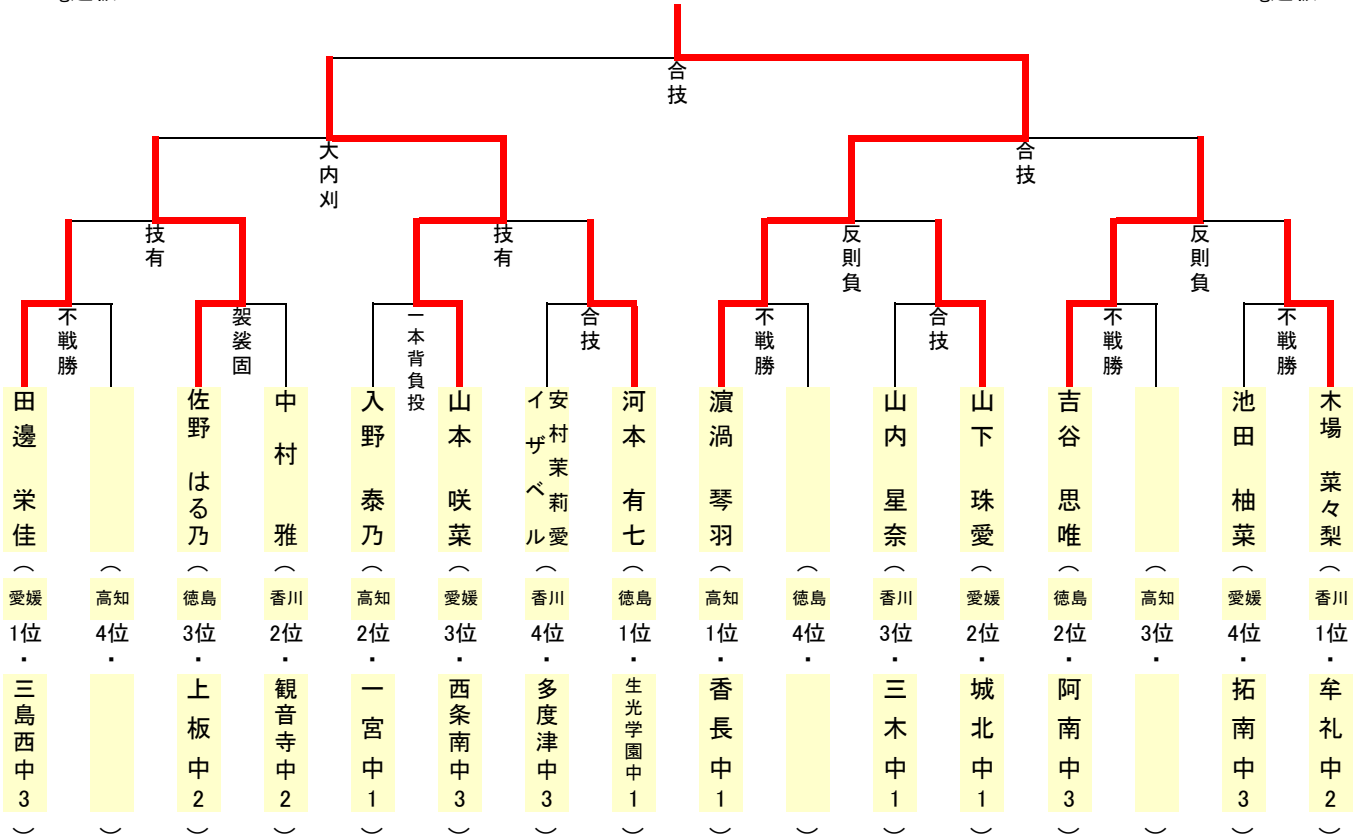 合技
大内刈
合技
技有
技有
反則負
反則負
不戦勝
袈裟固
一本背負投
合技
不戦勝
合技
不戦勝
不戦勝
田邊 栄佳
(愛媛1位・三島西中3)
(高知4位・ )
佐野 はる乃
(徳島3位・上板中2)
中村 雅
(香川2位・観音寺中2)
入野 泰乃
(高知2位・一宮中1)
山本 咲菜
(愛媛3位・西条南中3)
安村茉莉愛
イザベル
(香川4位・多度津中3)
河本 有七
(徳島1位・生光学園中1)
濵渦 琴羽
(高知1位・香長中1)
(徳島4位・ )
山内 星奈
(香川3位・三木中1)
山下 珠愛
(愛媛2位・城北中1)
吉谷 思唯
(徳島2位・阿南中3)
(高知3位・ )
池田 柚菜
(愛媛4位・拓南中3)
木場 菜々梨
(香川1位・牟礼中2)